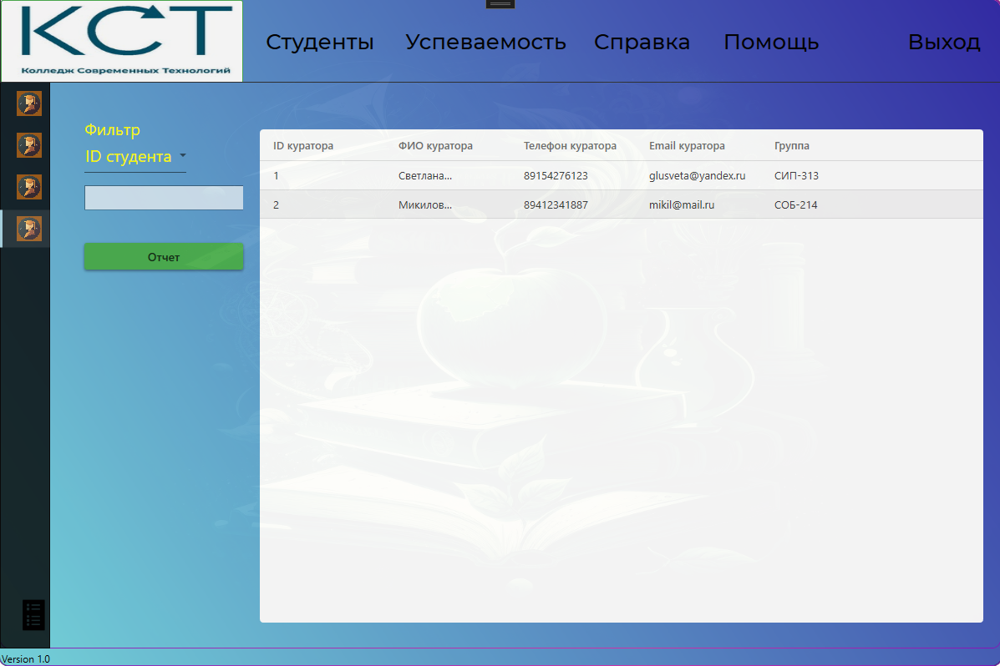 КСТ
Колледж Современных Технологий
Студенты Успеваемость Справка Помощь Выход
Фильтр
ID студента
Отчет
ID куратора ФИО куратора Телефон куратора Email куратора Группа
1 Светлана... 89154276123 glusveta@yandex.ru СИП-313
2 Микилов... 89412341887 mikil@mail.ru СОБ-214
Version 1.0